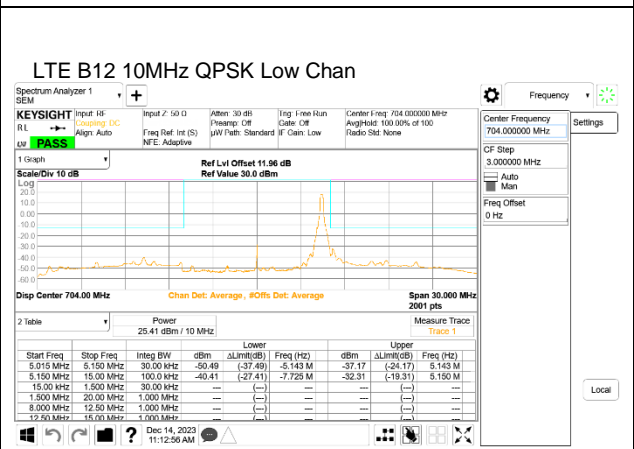 LTE B12 10MHz QPSK Low Chan
Spectrum Analyzer 1
SEM
Frequency
KEYSIGHT Input: RF Input Z: 50 Ω Atten: 30 dB Trig: Free Run Center Freq: 704.000000 MHz
RL Coupling: DC Preamp: Off Gate: Off Avg|Hold: 100.00% of 100
Align: Auto Freq Ref: Int (S) µW Path: Standard IF Gain: Low Radio Std: None
PASS NFE: Adaptive
Center Frequency
704.000000 MHz
Settings
CF Step
3.000000 MHz
Auto
Man
Freq Offset
0 Hz
Local
1 Graph
Ref Lvl Offset 11.96 dB
Scale/Div 10 dB Ref Value 30.0 dBm
Log
20.0
10.0
0.00
-10.0
-20.0
-30.0
-40.0
-50.0
-60.0
Disp Center 704.00 MHz Chan Det: Average, #Offs Det: Average Span 30.000 MHz
2001 pts
2 Table Power Measure Trace
25.41 dBm / 10 MHz Trace 1
Lower Upper
Start Freq Stop Freq Integ BW dBm ΔLimit(dB) Freq (Hz) dBm ΔLimit(dB) Freq (Hz)
5.015 MHz 5.150 MHz 30.00 kHz -50.49 (-37.49) -5.143 M -37.17 (-24.17) 5.143 M
5.150 MHz 15.00 MHz 100.0 kHz -40.41 (-27.41) -7.725 M -32.31 (-19.31) 5.150 M
15.00 kHz 1.500 MHz 30.00 kHz --- (---) --- --- (---) ---
1.500 MHz 20.00 MHz 1.000 MHz --- (---) --- --- (---) ---
8.000 MHz 12.50 MHz 1.000 MHz --- (---) --- --- (---) ---
12.50 MHz 15.00 MHz 1.000 MHz --- (---) --- --- (---) ---
Dec 14, 2023
11:12:56 AM